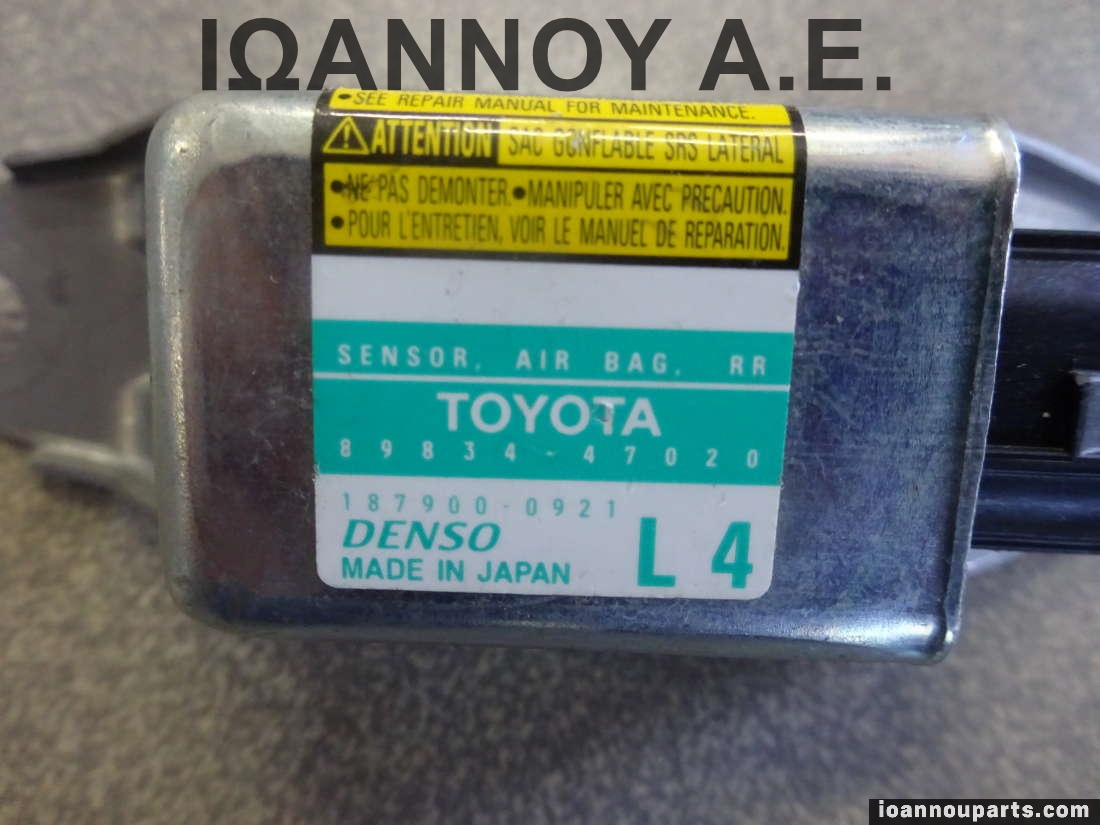 ΙΩΑΝΝΟΥ Α.Ε.
•SEE REPAIR MANUAL FOR MAINTENANCE.
⚠ATTENTION SAC GONFLABLE SRS LATERAL
•NE PAS DEMONTER.•MANIPULER AVEC PRECAUTION.
•POUR L'ENTRETIEN, VOIR LE MANUEL DE REPARATION.
SENSOR, AIR BAG, RR
TOYOTA
89834-47020
187900-0921
DENSO
MADE IN JAPAN
L4
ioannouparts.com